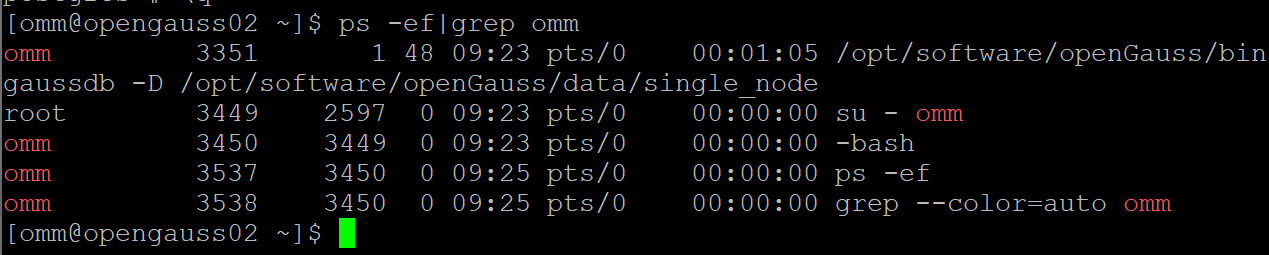 [omm@opengauss02 ~]$ ps -ef|grep omm
omm         3351       1 48 09:23 pts/0    00:01:05 /opt/software/openGauss/bin
gaussdb -D /opt/software/openGauss/data/single_node
root        3449    2597  0 09:23 pts/0    00:00:00 su - omm
omm         3450    3449  0 09:23 pts/0    00:00:00 -bash
omm         3537    3450  0 09:25 pts/0    00:00:00 ps -ef
omm         3538    3450  0 09:25 pts/0    00:00:00 grep --color=auto omm
[omm@opengauss02 ~]$